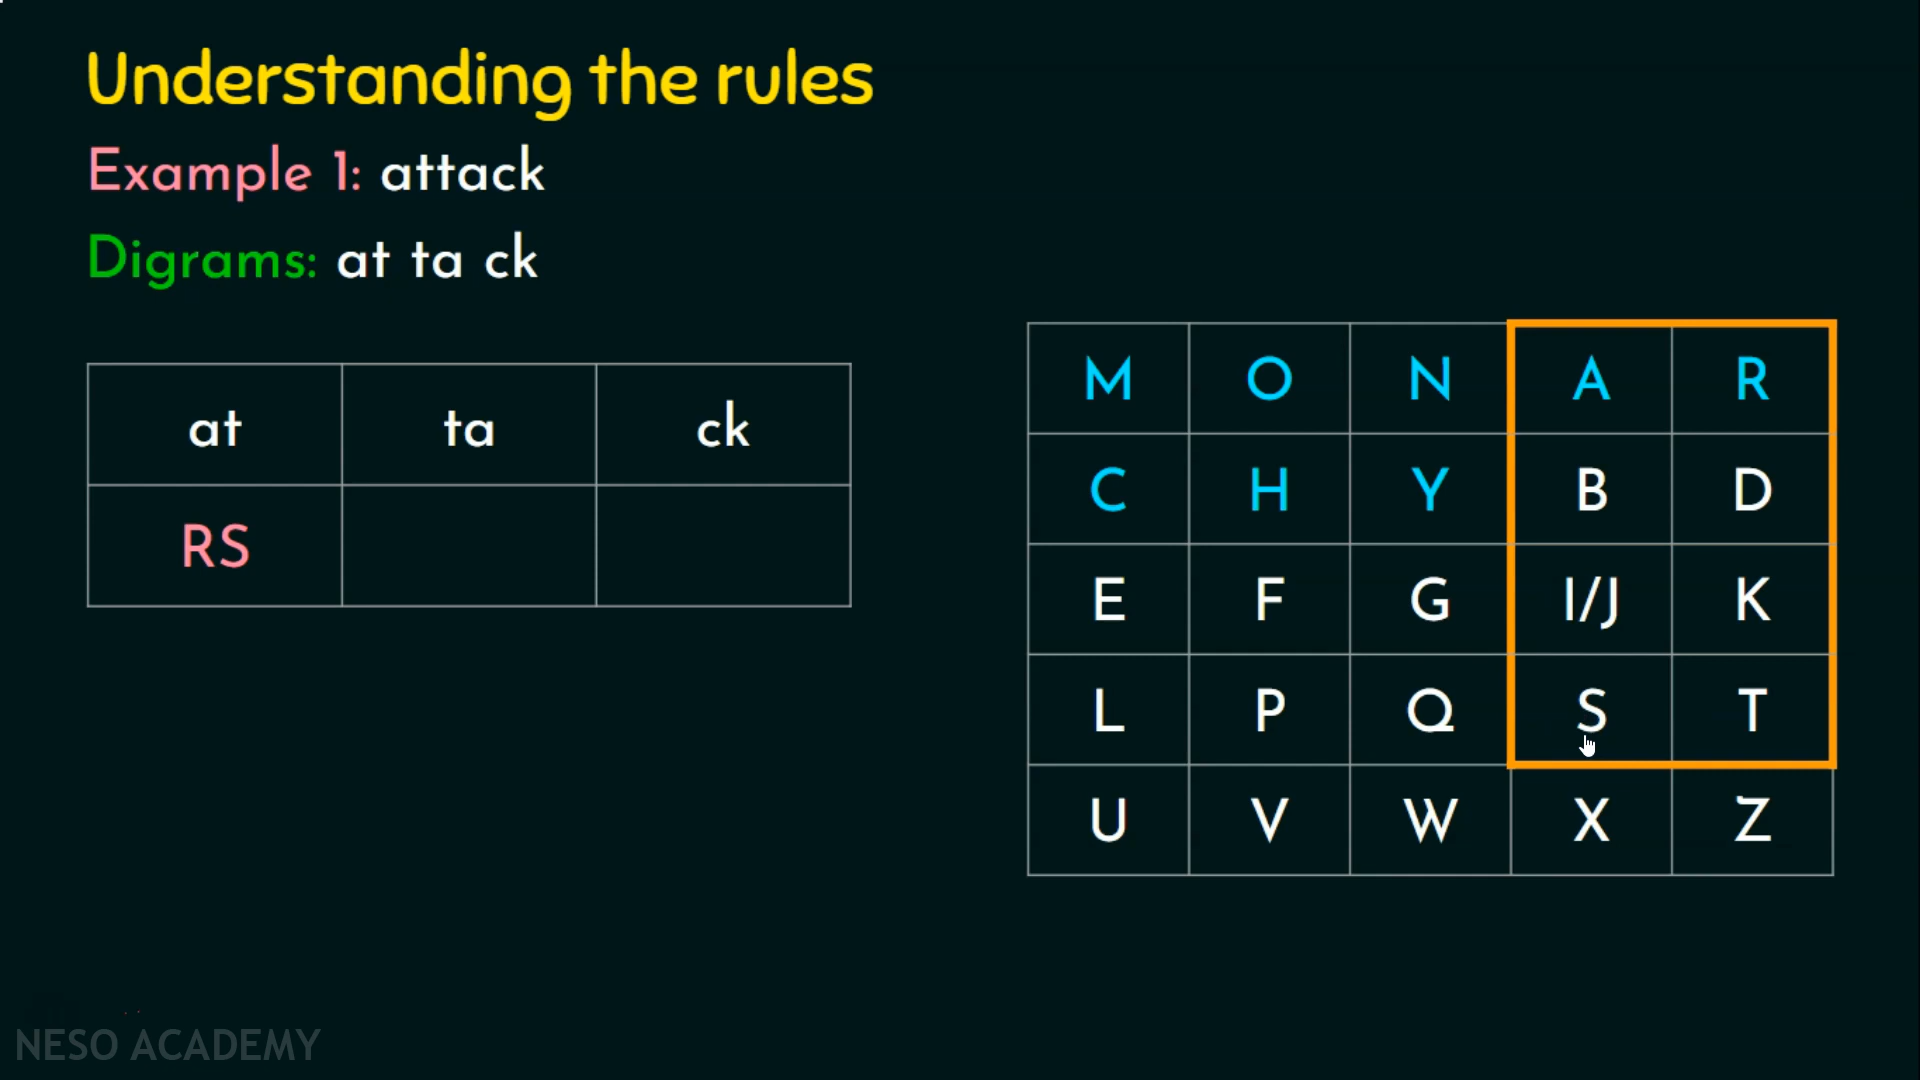 Understanding the rules
Example 1: attack
Digrams: at ta ck
at ta ck
RS
M O N A R
C H Y B D
E F G I/J K
L P Q S T
U V W X Z
NESO ACADEMY